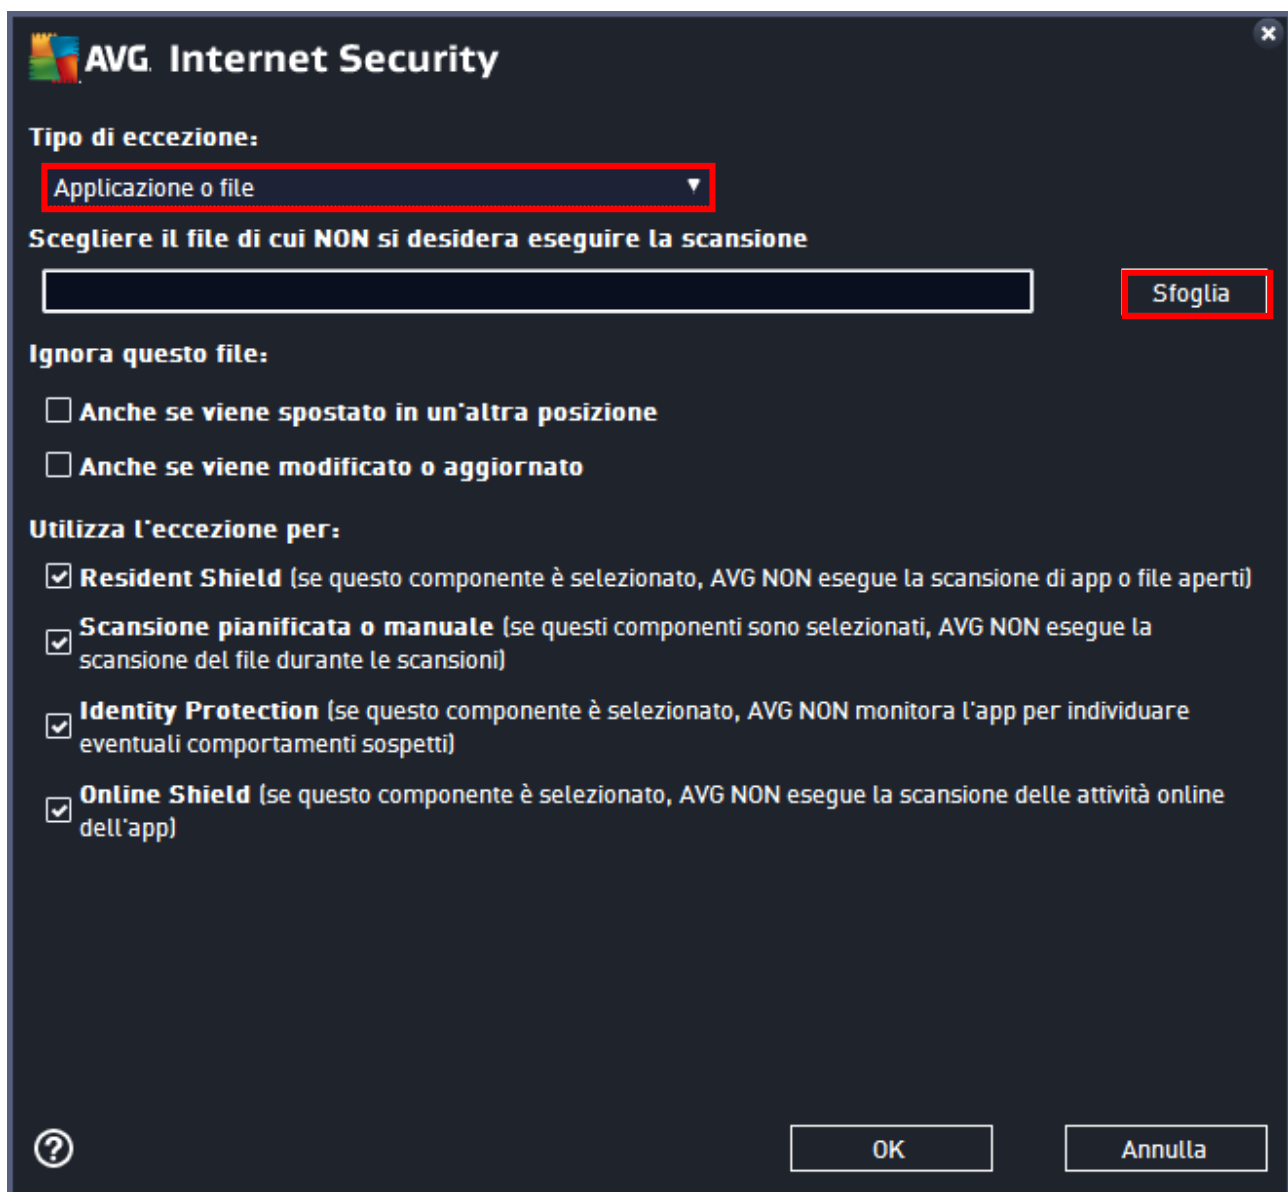 AVG. Internet Security
Tipo di eccezione:
Applicazione o file
Scegliere il file di cui NON si desidera eseguire la scansione
Sfoglia
Ignora questo file:
Anche se viene spostato in un'altra posizione
Anche se viene modificato o aggiornato
Utilizza l'eccezione per:
Resident Shield (se questo componente è selezionato, AVG NON esegue la scansione di app o file aperti)
Scansione pianificata o manuale (se questi componenti sono selezionati, AVG NON esegue la
scansione del file durante le scansioni)
Identity Protection (se questo componente è selezionato, AVG NON monitora l'app per individuare
eventuali comportamenti sospetti)
Online Shield (se questo componente è selezionato, AVG NON esegue la scansione delle attività online
dell'app)
?
OK
Annulla